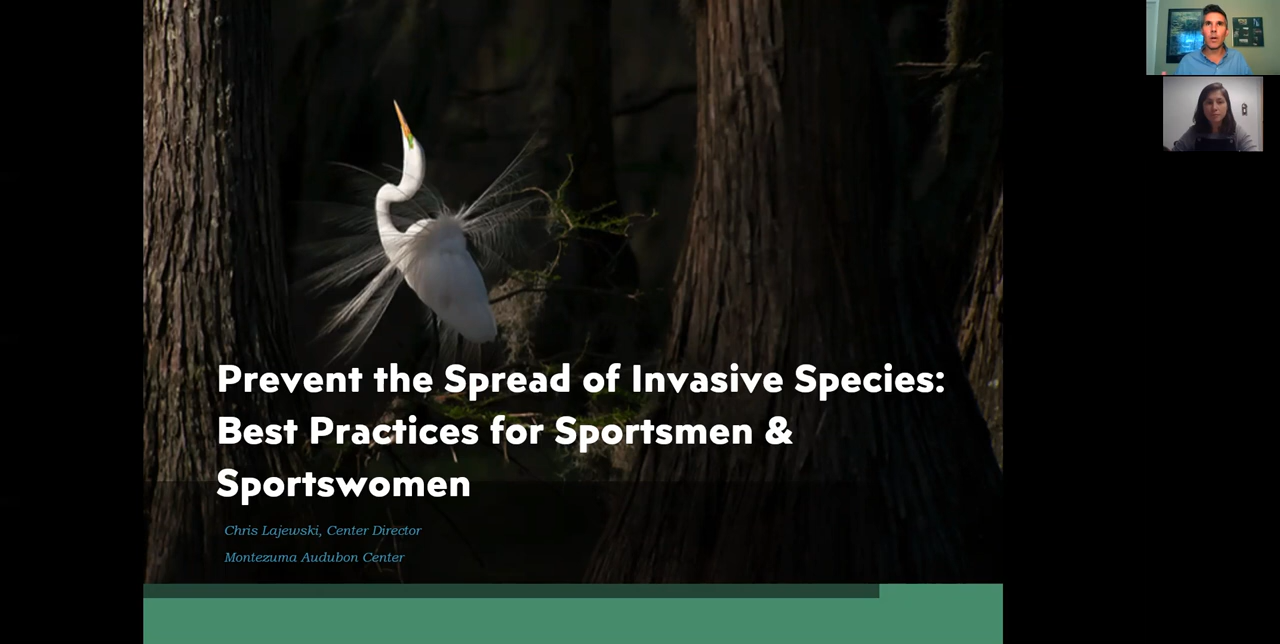 Prevent the Spread of Invasive Species:
Best Practices for Sportsmen &
Sportswomen
Chris Lajewski, Center Director
Montezuma Audubon Center